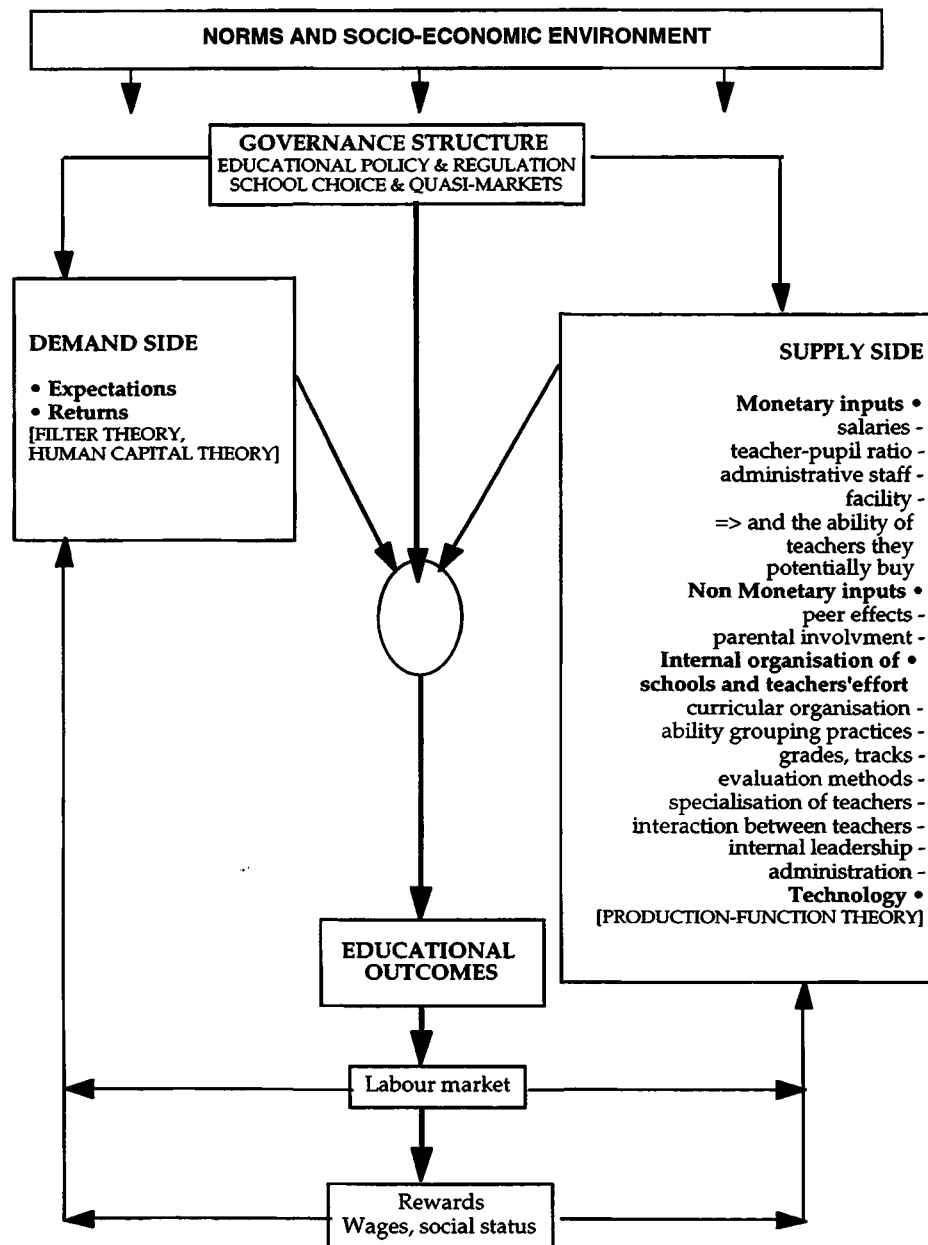 NORMS AND SOCIO-ECONOMIC ENVIRONMENT
GOVERNANCE STRUCTURE
EDUCATIONAL POLICY & REGULATION
SCHOOL CHOICE & QUASI-MARKETS
DEMAND SIDE
• Expectations
• Returns
[FILTER THEORY,
HUMAN CAPITAL THEORY]
SUPPLY SIDE
Monetary inputs •
salaries -
teacher-pupil ratio -
administrative staff -
facility -
=> and the ability of
teachers they
potentially buy
Non Monetary inputs •
peer effects -
parental involvment -
Internal organisation of •
schools and teachers'effort
curricular organisation -
ability grouping practices -
grades, tracks -
evaluation methods -
specialisation of teachers -
interaction between teachers -
internal leadership -
administration -
Technology •
[PRODUCTION-FUNCTION THEORY]
EDUCATIONAL
OUTCOMES
Labour market
Rewards
Wages, social status